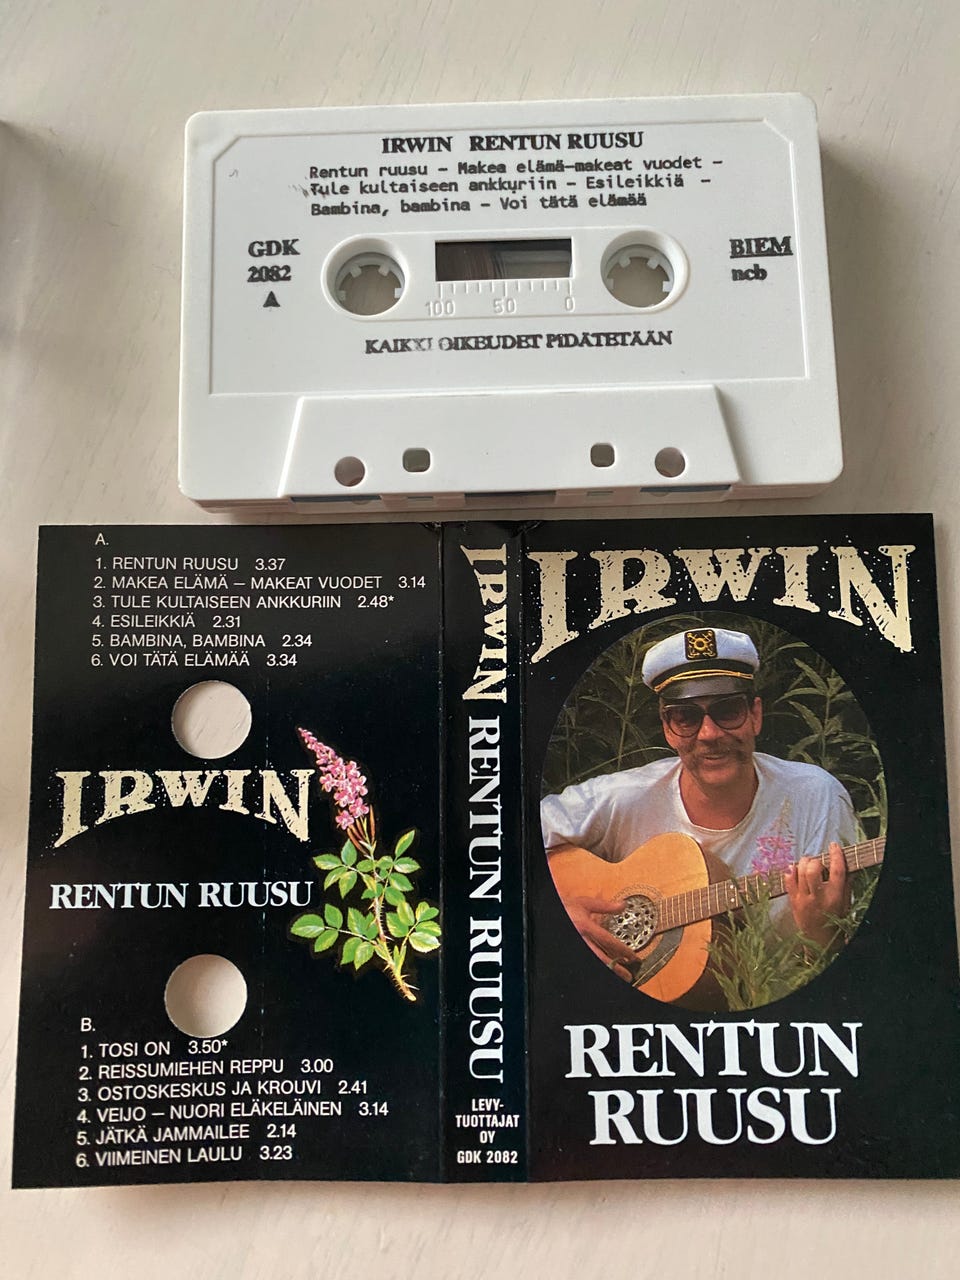 IRWIN RENTUN RUUSU
Rentun ruusu – Makea elämä–makeat vuodet –
Tule kultaiseen ankkuriin – Esileikkiä –
Bambina, bambina – Voi tätä elämää
GDK
2082
A
BIEM
ncb
100 50 0
KAIKKI OIKEUDET PIDÄTETÄÄN
A.
1. RENTUN RUUSU 3.37
2. MAKEA ELÄMÄ – MAKEAT VUODET 3.14
3. TULE KULTAISEEN ANKKURIIN 2.48*
4. ESILEIKKIÄ 2.31
5. BAMBINA, BAMBINA 2.34
6. VOI TÄTÄ ELÄMÄÄ 3.34
IRWIN
RENTUN RUUSU
B.
1. TOSI ON 3.50*
2. REISSUMIEHEN REPPU 3.00
3. OSTOSKESKUS JA KROUVI 2.41
4. VEIJO – NUORI ELÄKELÄINEN 3.14
5. JÄTKÄ JAMMAILEE 2.14
6. VIIMEINEN LAULU 3.23
IRWIN RENTUN RUUSU
LEVY-
TUOTTAJAT
OY
GDK 2082
IRWIN
RENTUN
RUUSU